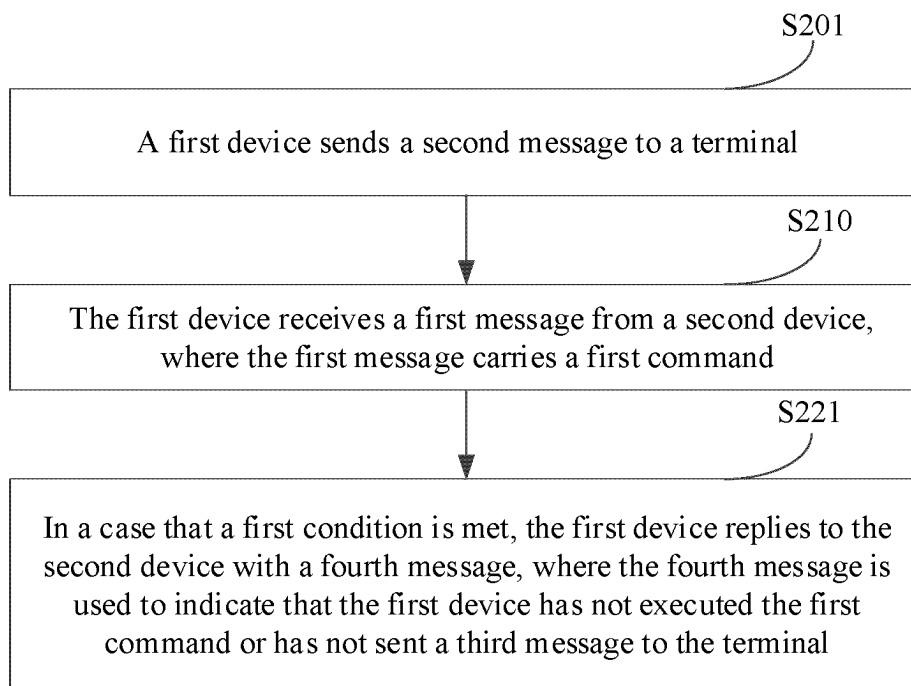 S201
A first device sends a second message to a terminal
S210
The first device receives a first message from a second device,
where the first message carries a first command
S221
In a case that a first condition is met, the first device replies to the
second device with a fourth message, where the fourth message is
used to indicate that the first device has not executed the first
command or has not sent a third message to the terminal